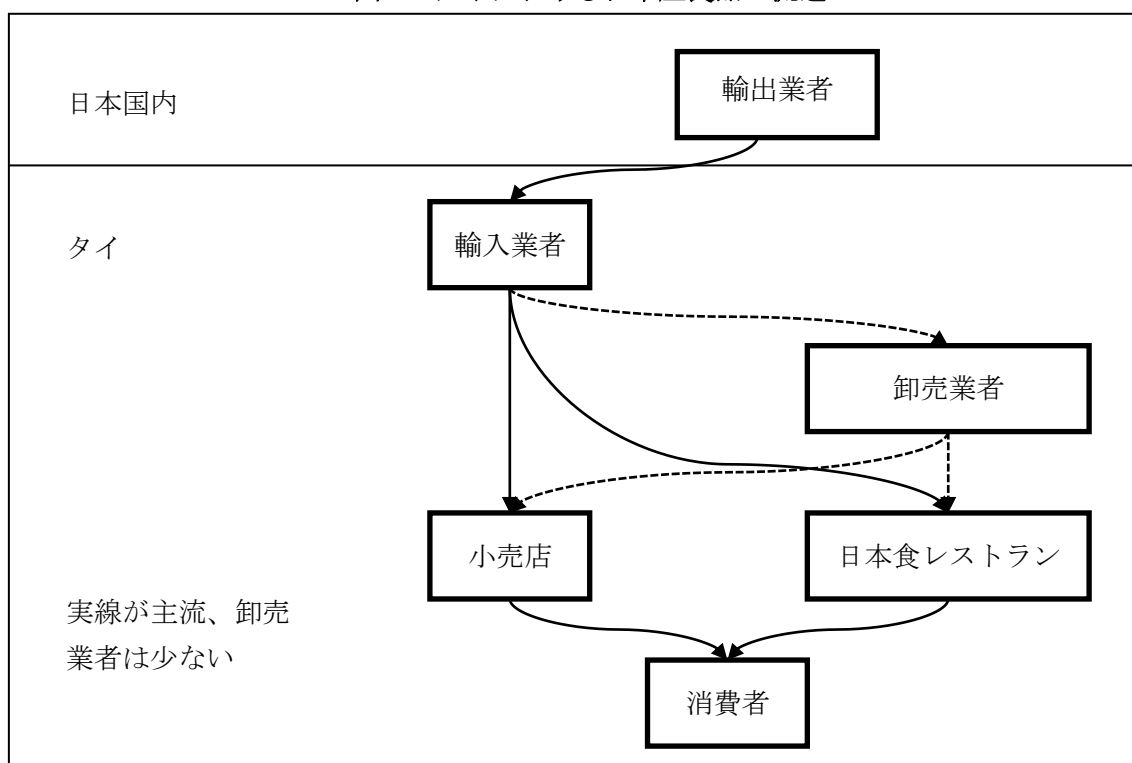 輸出業者
日本国内
輸入業者
タイ
卸売業者
小売店
日本食レストラン
実線が主流、卸売
業者は少ない
消費者